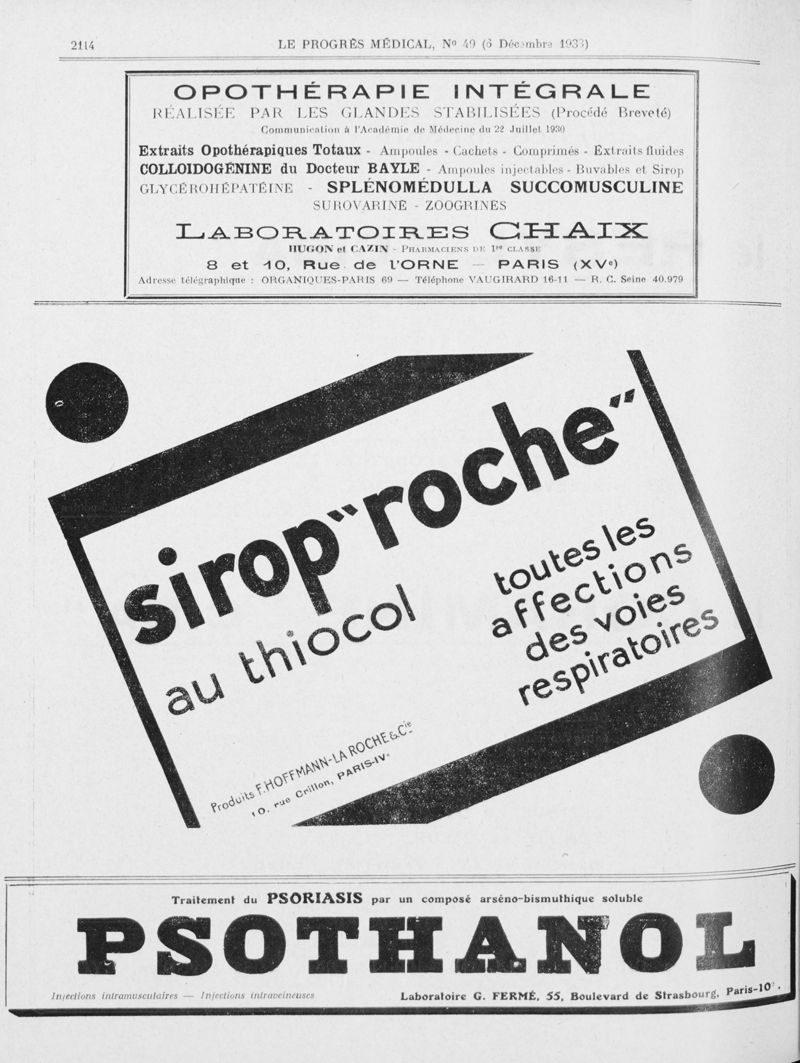 2114
LE PROGRÈS MÉDICAL, Nº 49 (6 Décembre 1933)
OPOTHÉRAPIE INTÉGRALE
RÉALISÉE PAR LES GLANDES STABILISÉES (Procédé Breveté)
Communication à l'Académie de Médecine du 22 Juillet 1930
Extraits Opothérapiques Totaux - Ampoules - Cachets - Comprimés - Extraits fluides
COLLOIDOGÉNINE du Docteur BAYLE - Ampoules injectables - Buvables et Sirop
GLYCÉROHÉPATÉINE - SPLÉNOMÉDULLA SUCCOMUSCULINE
SUROVARINE - ZOOGRINES
LABORATOIRES CHAIX
HUGON et CAZIN - PHARMACIENS DE 1re CLASSE
8 et 10, Rue de l'ORNE — PARIS (XVe)
Adresse télégraphique : ORGANIQUES-PARIS 69 — Téléphone VAUGIRARD 16-11 — R. C. Seine 40.979
sirop "roche"
au thiocol
toutes les
affections
des voies
respiratoires
Produits F. HOFFMANN-LA ROCHE & Cie
10, rue Crillon, PARIS-IVe
Traitement du PSORIASIS par un composé arséno-bismuthique soluble
PSOTHANOL
Injections intramusculaires — Injections intraveineuses
Laboratoire G. FERMÉ, 55, Boulevard de Strasbourg, Paris-10e.